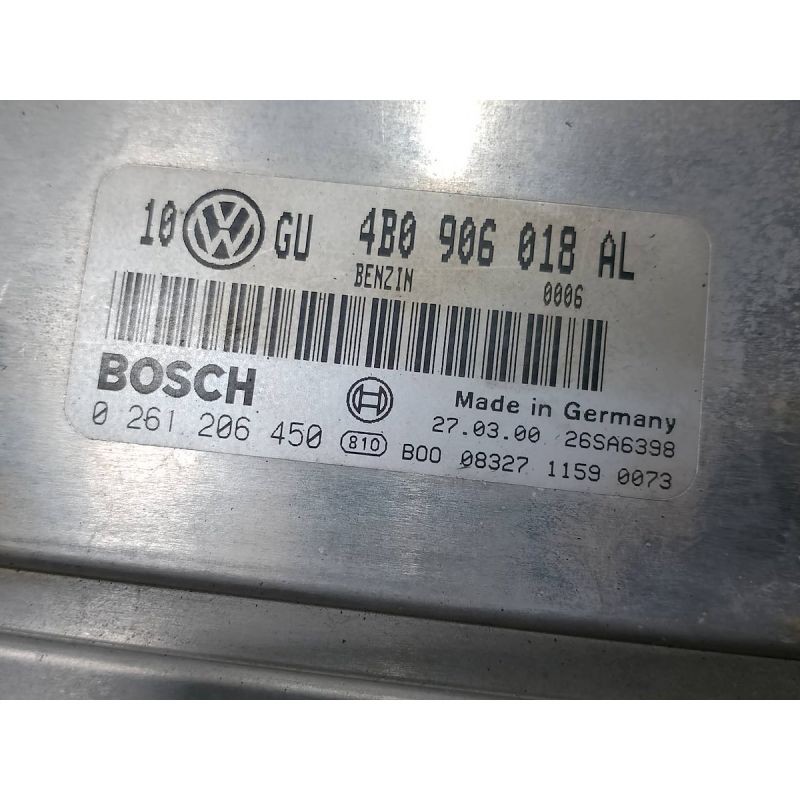 10 VW GU 4B0 906 018 AL
BENZIN 0006
BOSCH Made in Germany
0 261 206 450 27.03.00 26SA6398
810 B00 08327 1159 0073